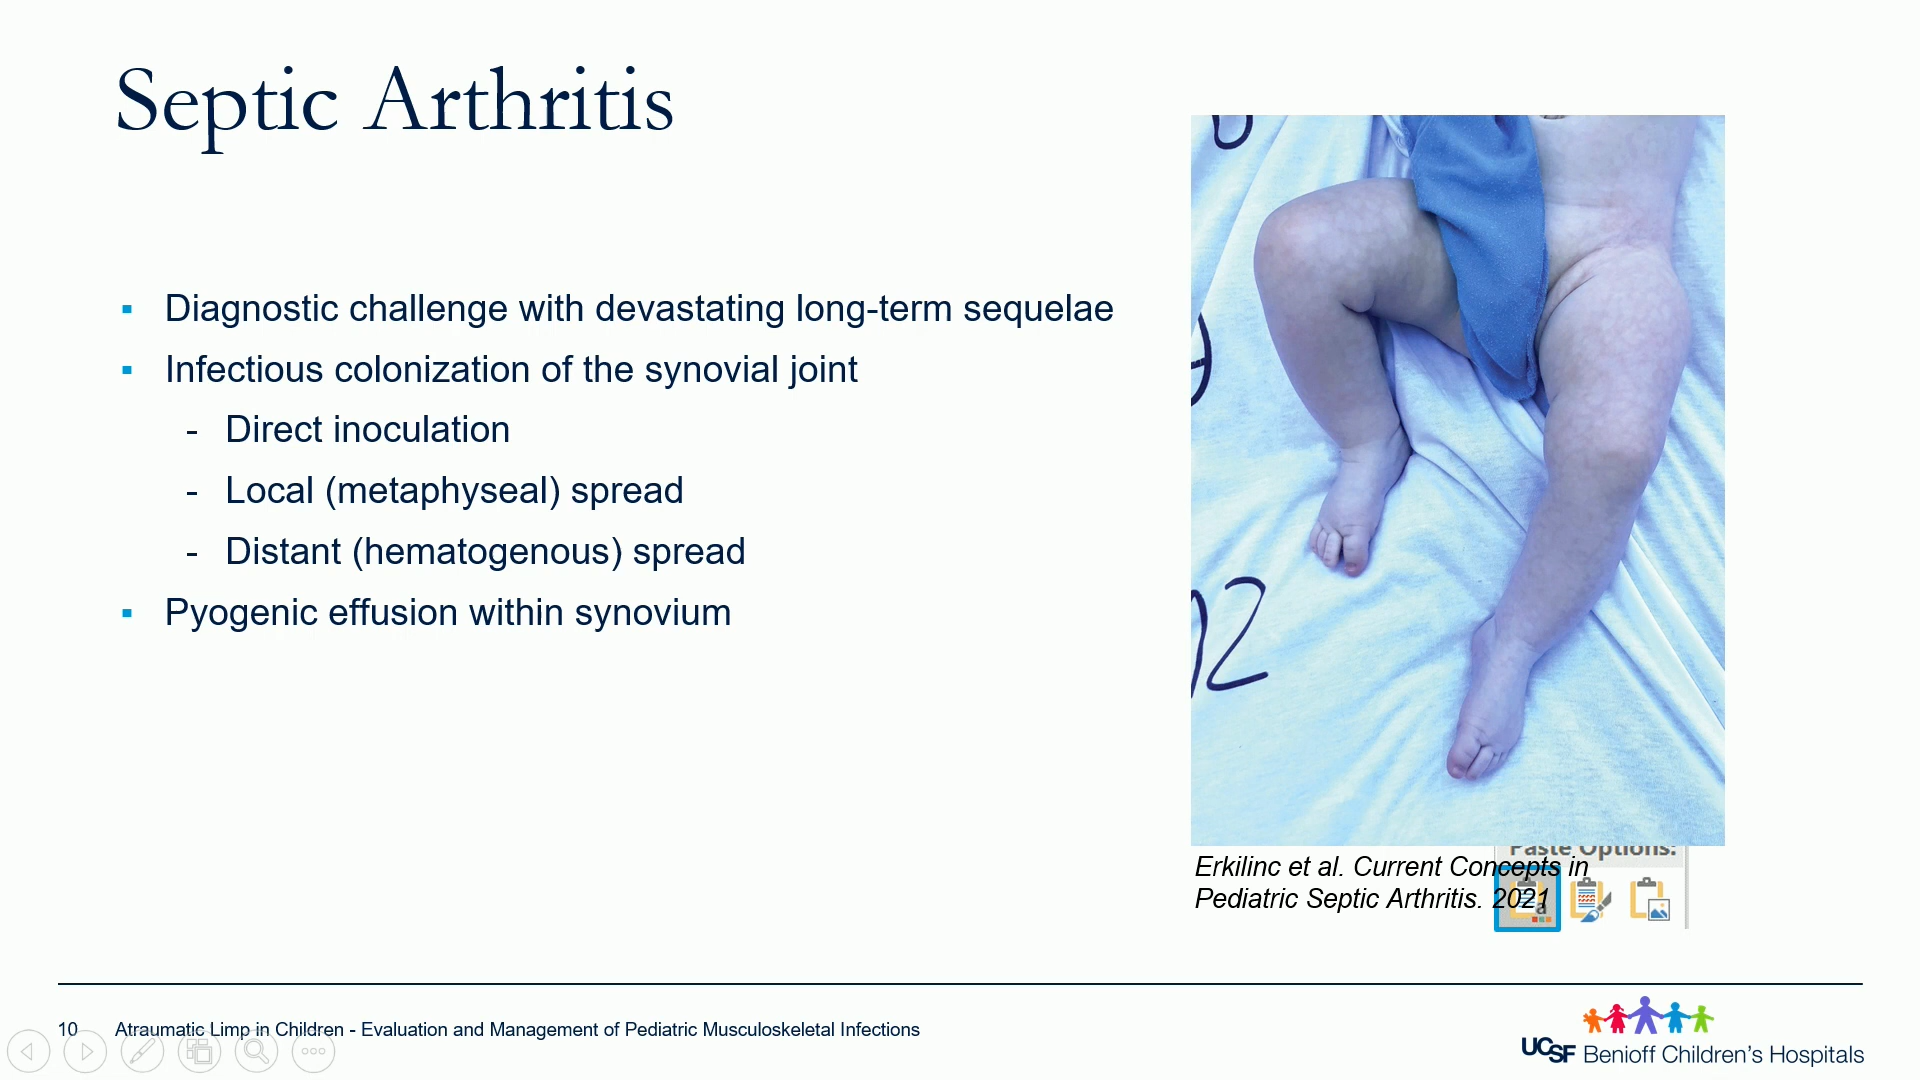 Septic Arthritis
▪ Diagnostic challenge with devastating long-term sequelae
▪ Infectious colonization of the synovial joint
- Direct inoculation
- Local (metaphyseal) spread
- Distant (hematogenous) spread
▪ Pyogenic effusion within synovium
12
Paste Options:
Erkilinc et al. Current Concepts in
Pediatric Septic Arthritis. 2021
10 Atraumatic Limp in Children - Evaluation and Management of Pediatric Musculoskeletal Infections
UCSF Benioff Children's Hospitals